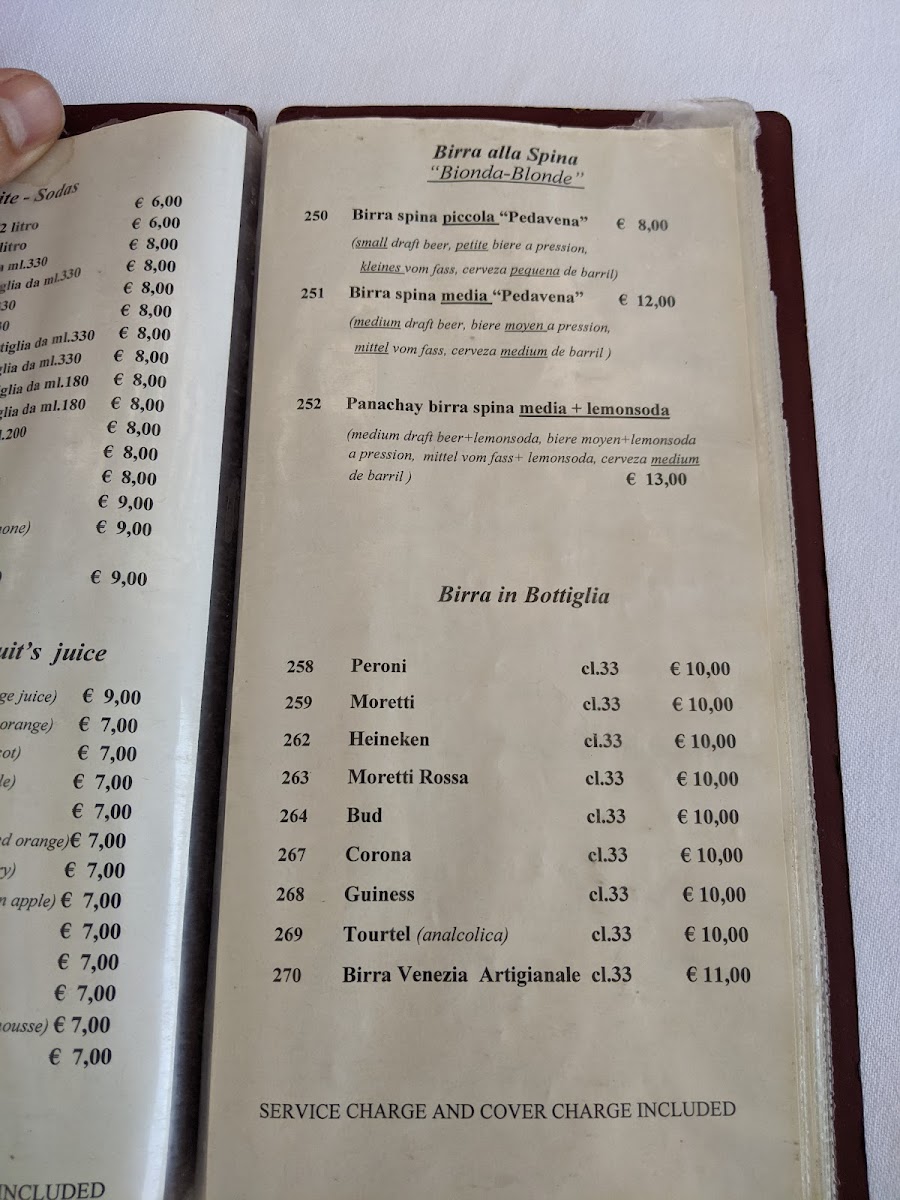 ite - Sodas
€ 6,00
2 litro € 6,00
litro € 8,00
a ml.330 € 8,00
glia da ml.330 € 8,00
330 € 8,00
30 € 8,00
ttiglia da ml.330 € 8,00
glia da ml.330 € 8,00
glia da ml.180 € 8,00
glia da ml.180 € 8,00
l.200 € 8,00
€ 8,00
€ 9,00
one) € 9,00
) € 9,00
uit's juice
ge juice) € 9,00
orange) € 7,00
cot) € 7,00
le) € 7,00
€ 7,00
d orange) € 7,00
y) € 7,00
n apple) € 7,00
€ 7,00
€ 7,00
€ 7,00
ousse) € 7,00
€ 7,00
INCLUDED
Birra alla Spina
“Bionda-Blonde”
250 Birra spina piccola “Pedavena” € 8,00
(small draft beer, petite biere a pression,
kleines vom fass, cerveza pequena de barril)
251 Birra spina media “Pedavena” € 12,00
(medium draft beer, biere moyen a pression,
mittel vom fass, cerveza medium de barril )
252 Panachay birra spina media + lemonsoda
(medium draft beer+lemonsoda, biere moyen+lemonsoda
a pression, mittel vom fass+ lemonsoda, cerveza medium
de barril ) € 13,00
Birra in Bottiglia
258 Peroni cl.33 € 10,00
259 Moretti cl.33 € 10,00
262 Heineken cl.33 € 10,00
263 Moretti Rossa cl.33 € 10,00
264 Bud cl.33 € 10,00
267 Corona cl.33 € 10,00
268 Guiness cl.33 € 10,00
269 Tourtel (analcolica) cl.33 € 10,00
270 Birra Venezia Artigianale cl.33 € 11,00
SERVICE CHARGE AND COVER CHARGE INCLUDED